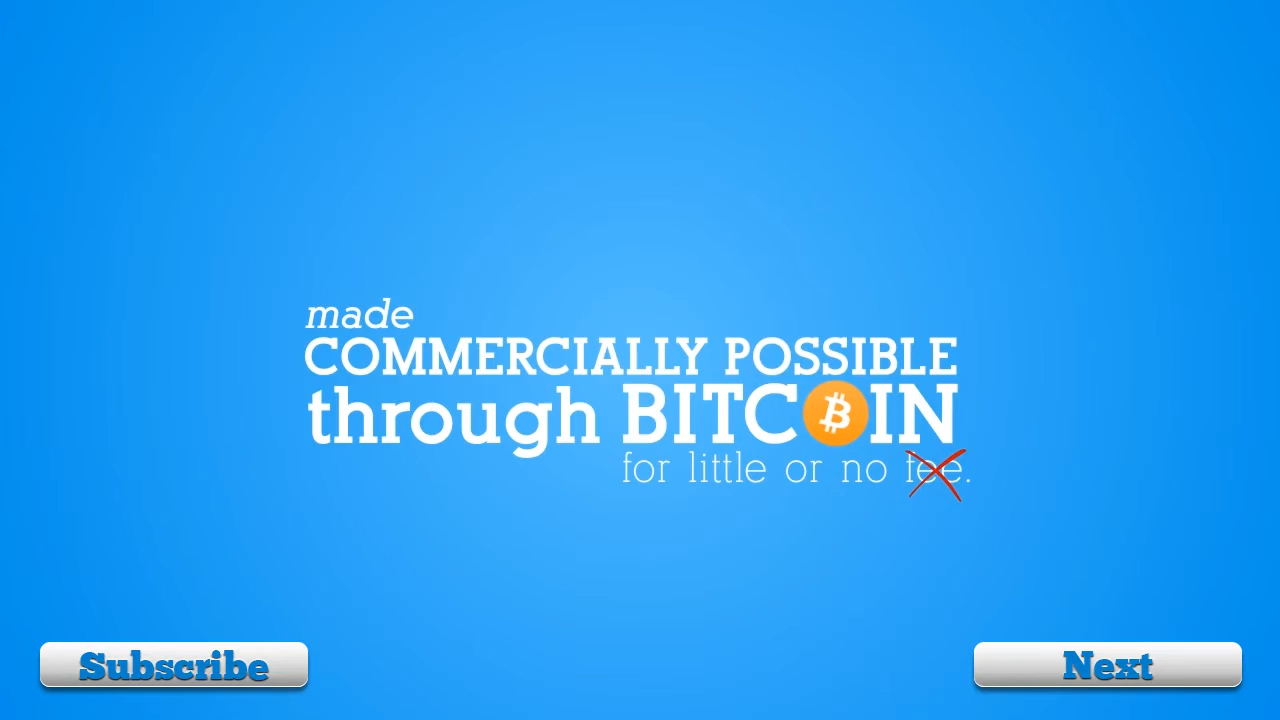 made
COMMERCIALLY POSSIBLE
through BITCOIN
for little or no fee.
Subscribe
Next